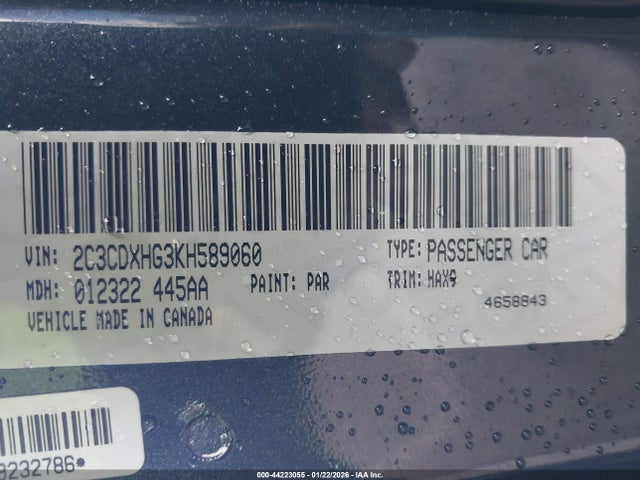 VIN: 2C3CDXHG3KH589060 TYPE: PASSENGER CAR
MDH: 012322 445AA PAINT: PAR TRIM: HAX9
4658843
VEHICLE MADE IN CANADA
9232786*
000-44223055 - 01/22/2026 - IAA Inc.